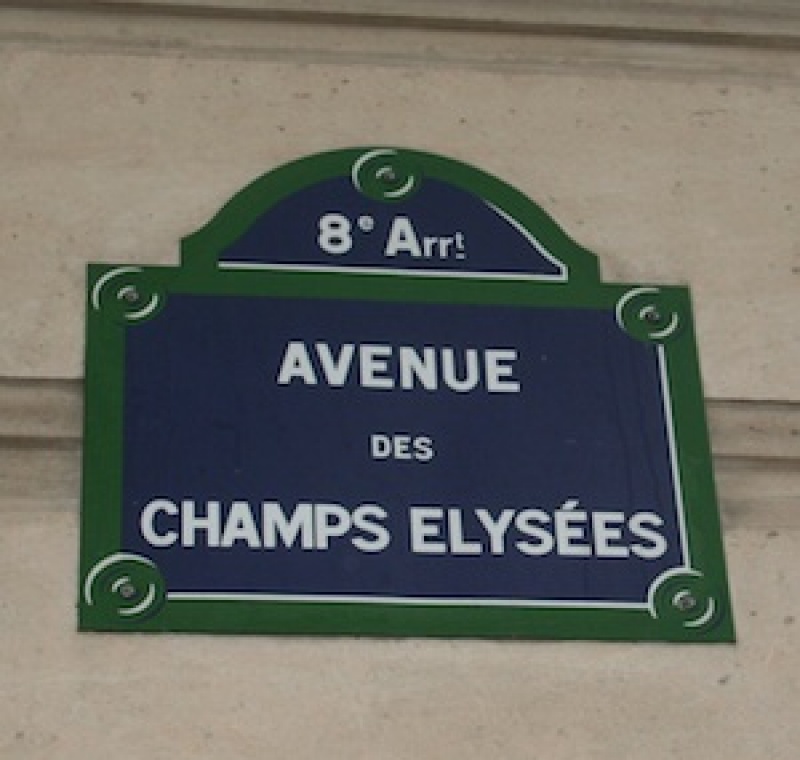 8e Arrt
AVENUE
DES
CHAMPS ELYSÉES